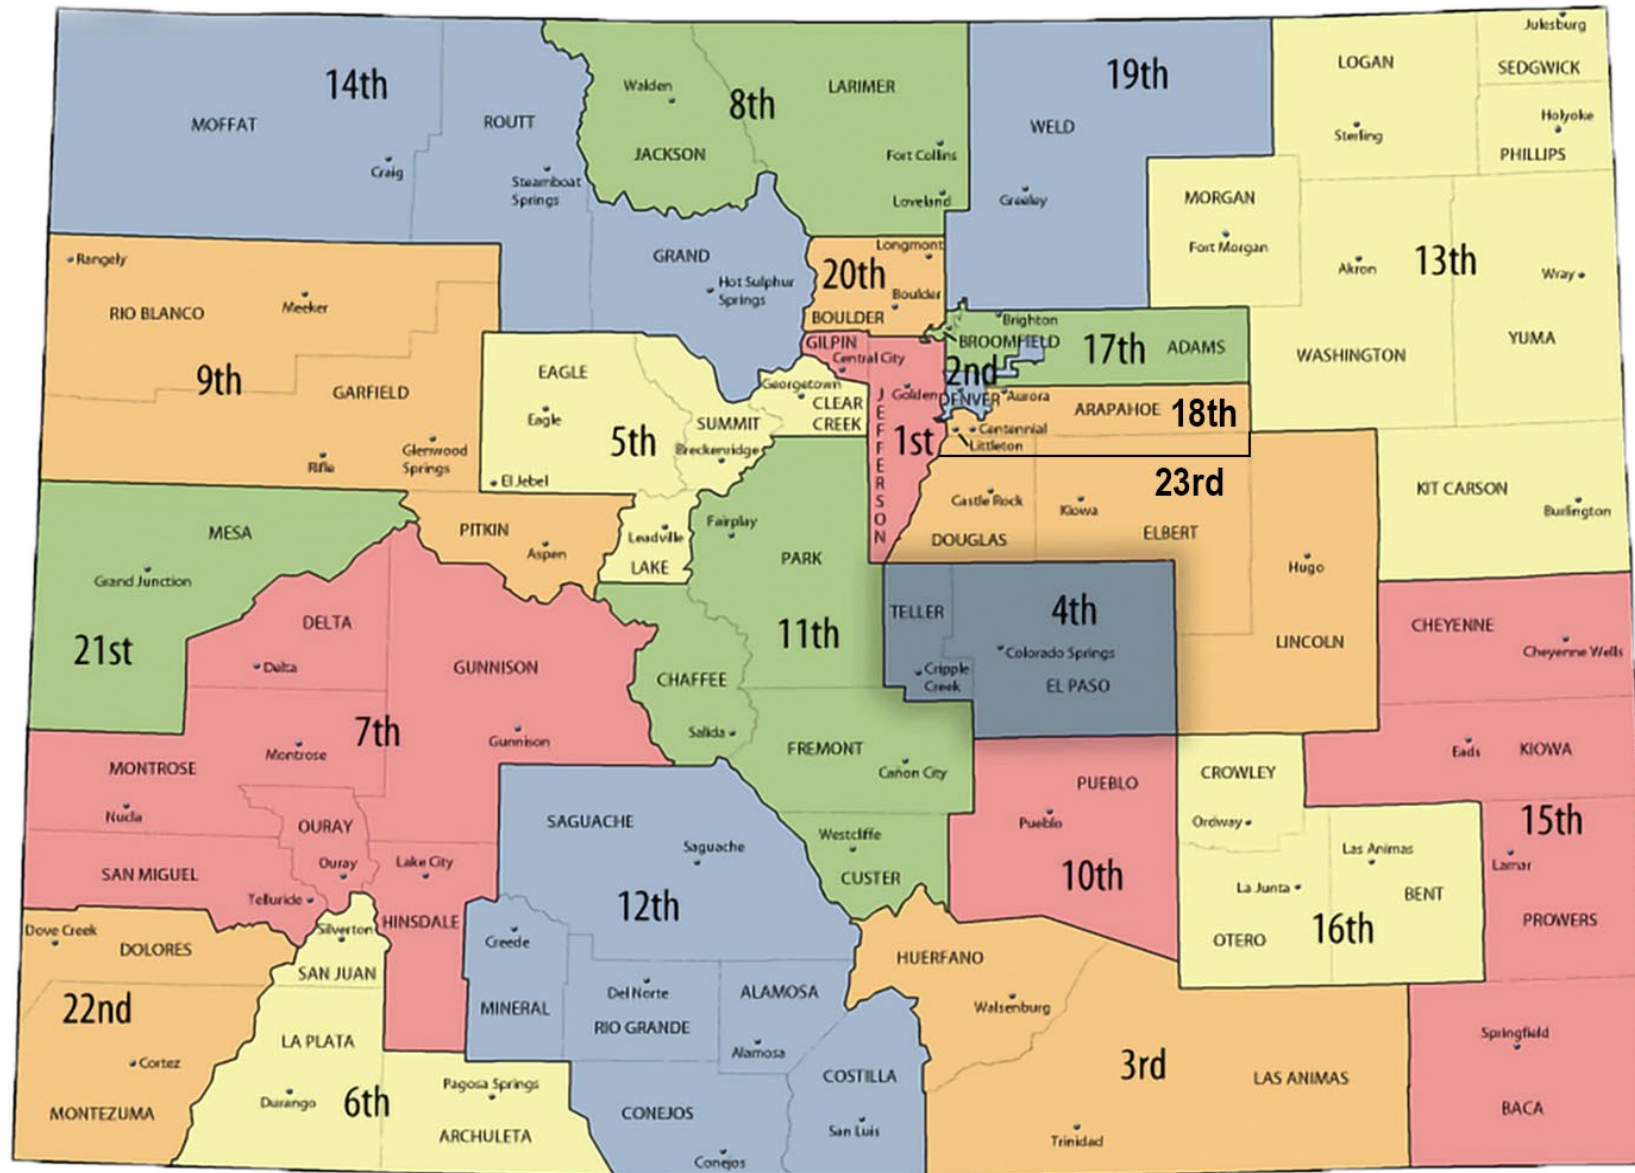 14th
MOFFAT
Craig
ROUTT
Steamboat
Springs
Walden
8th
LARIMER
JACKSON
Fort Collins
Loveland
19th
WELD
Greeley
LOGAN
Sterling
Julesburg
SEDGWICK
Holyoke
PHILLIPS
MORGAN
Fort Morgan
Akron
13th
Wray
YUMA
WASHINGTON
Rangely
RIO BLANCO
Meeker
9th
GARFIELD
Rifle
Glenwood
Springs
GRAND
Hot Sulphur
Springs
Longmont
20th
Boulder
BOULDER
GILPIN
Central City
Brighton
BROOMFIELD
2nd
17th
ADAMS
EAGLE
Eagle
5th
El Jebel
SUMMIT
Breckenridge
Georgetown
CLEAR
CREEK
JEFFERSON
Golden
1st
DENVER
Aurora
ARAPAHOE
18th
Centennial
Littleton
23rd
Castle Rock
Kiowa
DOUGLAS
ELBERT
Hugo
LINCOLN
KIT CARSON
Burlington
MESA
Grand Junction
21st
PITKIN
Aspen
Leadville
LAKE
Fairplay
PARK
11th
TELLER
4th
Cripple
Creek
Colorado Springs
EL PASO
CHEYENNE
Cheyenne Wells
DELTA
Delta
GUNNISON
7th
Gunnison
CHAFFEE
Salida
FREMONT
Cañon City
MONTROSE
Montrose
Nucla
OURAY
Ouray
SAN MIGUEL
Telluride
Lake City
HINSDALE
SAGUACHE
Saguache
12th
Westcliffe
CUSTER
PUEBLO
Pueblo
10th
CROWLEY
Ordway
Eads
KIOWA
15th
Lamar
PROWERS
Las Animas
La Junta
BENT
OTERO
16th
Dove Creek
DOLORES
22nd
Cortez
MONTEZUMA
Silverton
SAN JUAN
LA PLATA
Durango
6th
Pagosa Springs
ARCHULETA
Creede
MINERAL
Del Norte
RIO GRANDE
ALAMOSA
Alamosa
CONEJOS
Conejos
COSTILLA
San Luis
HUERFANO
Walsenburg
3rd
LAS ANIMAS
Trinidad
Springfield
BACA